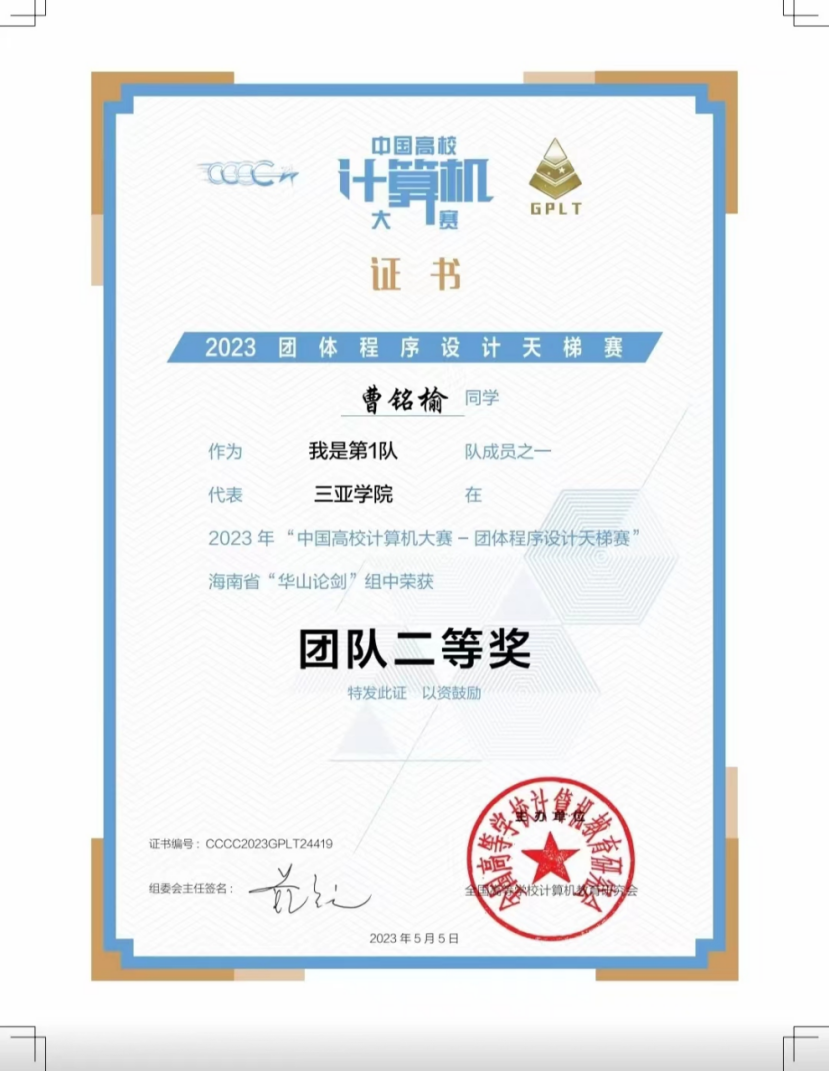 CCCC
中国高校
计算机
大赛
GPLT
证书
2023 团体程序设计天梯赛
曹铭榆 同学
作为 我是第1队 队成员之一
代表 三亚学院 在
2023 年 “中国高校计算机大赛 – 团体程序设计天梯赛”
海南省“华山论剑”组中荣获
团队二等奖
特发此证 以资鼓励
全国高等学校计算机教育研究会
主办单位
证书编号：CCCC2023GPLT24419
组委会主任签名：
全国高等学校计算机教育研究会
2023 年 5 月 5 日